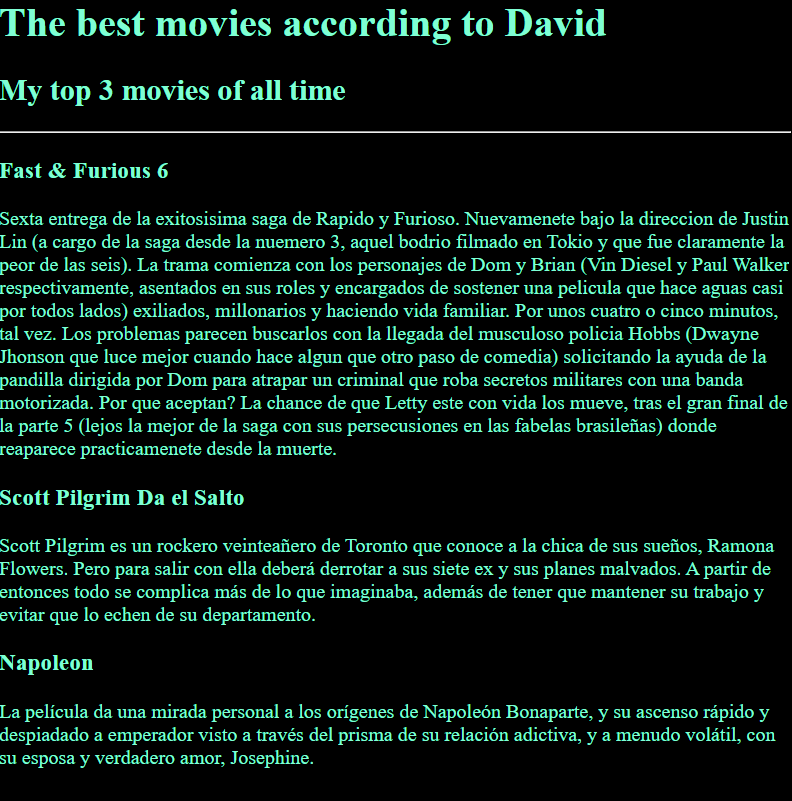 The best movies according to David
My top 3 movies of all time
Fast & Furious 6
Sexta entrega de la exitosisima saga de Rapido y Furioso. Nuevamenete bajo la direccion de Justin
Lin (a cargo de la saga desde la nuemero 3, aquel bodrio filmado en Tokio y que fue claramente la
peor de las seis). La trama comienza con los personajes de Dom y Brian (Vin Diesel y Paul Walker
respectivamente, asentados en sus roles y encargados de sostener una pelicula que hace aguas casi
por todos lados) exiliados, millonarios y haciendo vida familiar. Por unos cuatro o cinco minutos,
tal vez. Los problemas parecen buscarlos con la llegada del musculoso policia Hobbs (Dwayne
Jhonson que luce mejor cuando hace algun que otro paso de comedia) solicitando la ayuda de la
pandilla dirigida por Dom para atrapar un criminal que roba secretos militares con una banda
motorizada. Por que aceptan? La chance de que Letty este con vida los mueve, tras el gran final de
la parte 5 (lejos la mejor de la saga con sus persecusiones en las fabelas brasileñas) donde
reaparece practicamenete desde la muerte.
Scott Pilgrim Da el Salto
Scott Pilgrim es un rockero veinteañero de Toronto que conoce a la chica de sus sueños, Ramona
Flowers. Pero para salir con ella deberá derrotar a sus siete ex y sus planes malvados. A partir de
entonces todo se complica más de lo que imaginaba, además de tener que mantener su trabajo y
evitar que lo echen de su departamento.
Napoleon
La película da una mirada personal a los orígenes de Napoleón Bonaparte, y su ascenso rápido y
despiadado a emperador visto a través del prisma de su relación adictiva, y a menudo volátil, con
su esposa y verdadero amor, Josephine.